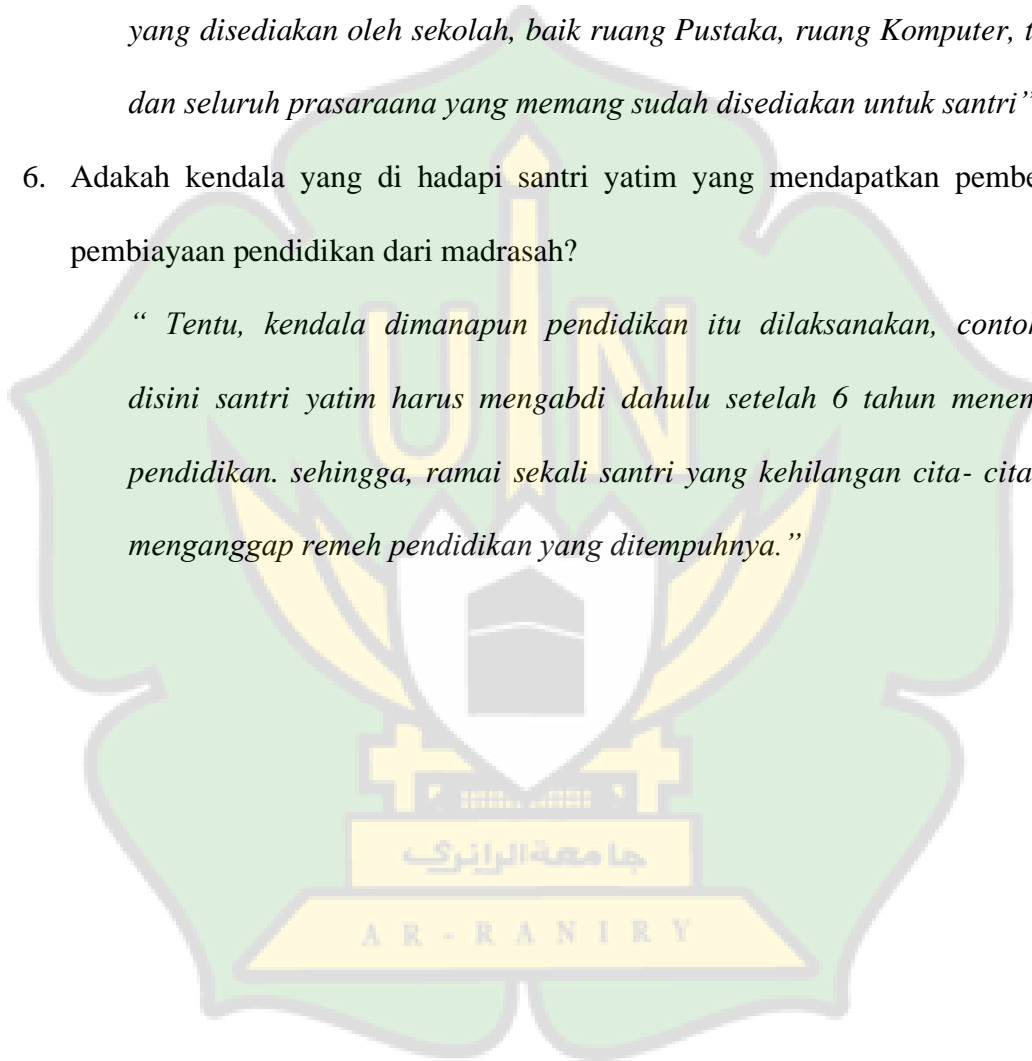 yang disediakan oleh sekolah, baik ruang Pustaka, ruang Komputer,
dan seluruh prasaraana yang memang sudah disediakan untuk santri”
6. Adakah kendala yang di hadapi santri yatim yang mendapatkan
pembiayaan pendidikan dari madrasah?
“ Tentu, kendala dimanapun pendidikan itu dilaksanakan,
disini santri yatim harus mengabdi dahulu setelah 6 tahun
pendidikan. sehingga, ramai sekali santri yang kehilangan cita- cita
menganggap remeh pendidikan yang ditempuhnya.”
UIN
جامعة الرانري
AR-RANIRY